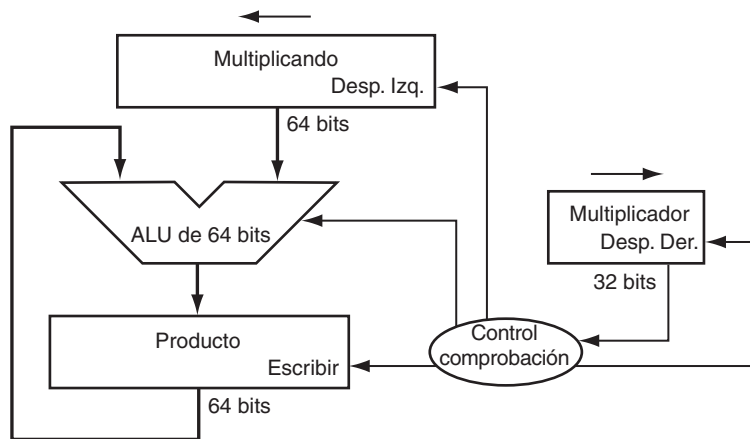 Multiplicando
Desp. Izq.
64 bits
ALU de 64 bits
Multiplicador
Desp. Der.
32 bits
Producto
Escribir
Control
comprobación
64 bits